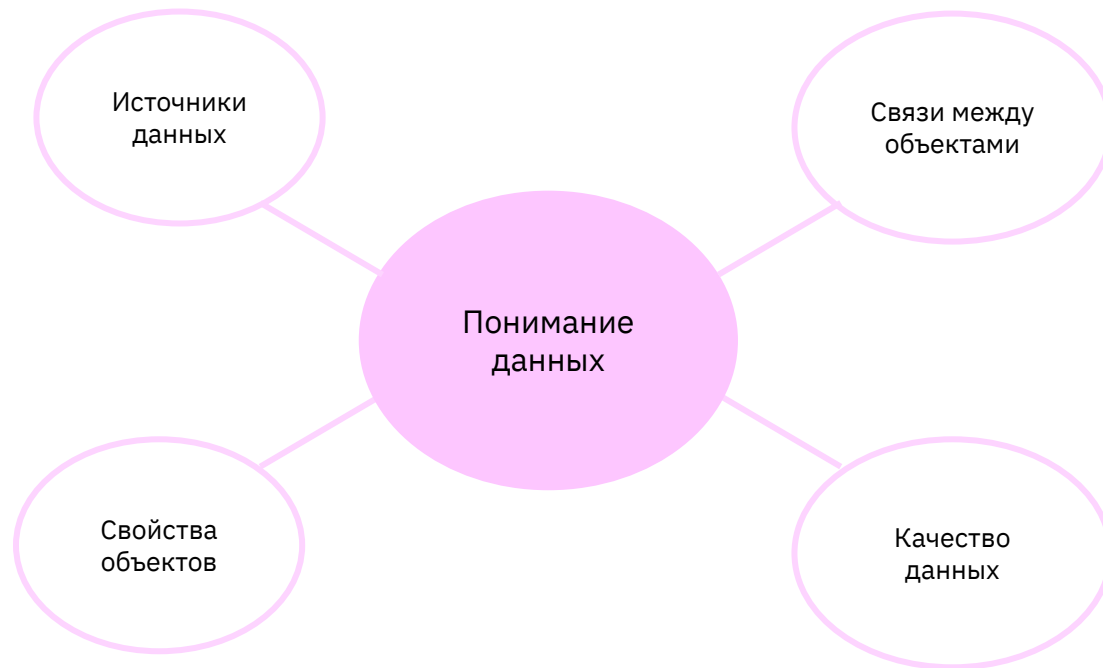 Источники
данных
Связи между
объектами
Понимание
данных
Свойства
объектов
Качество
данных